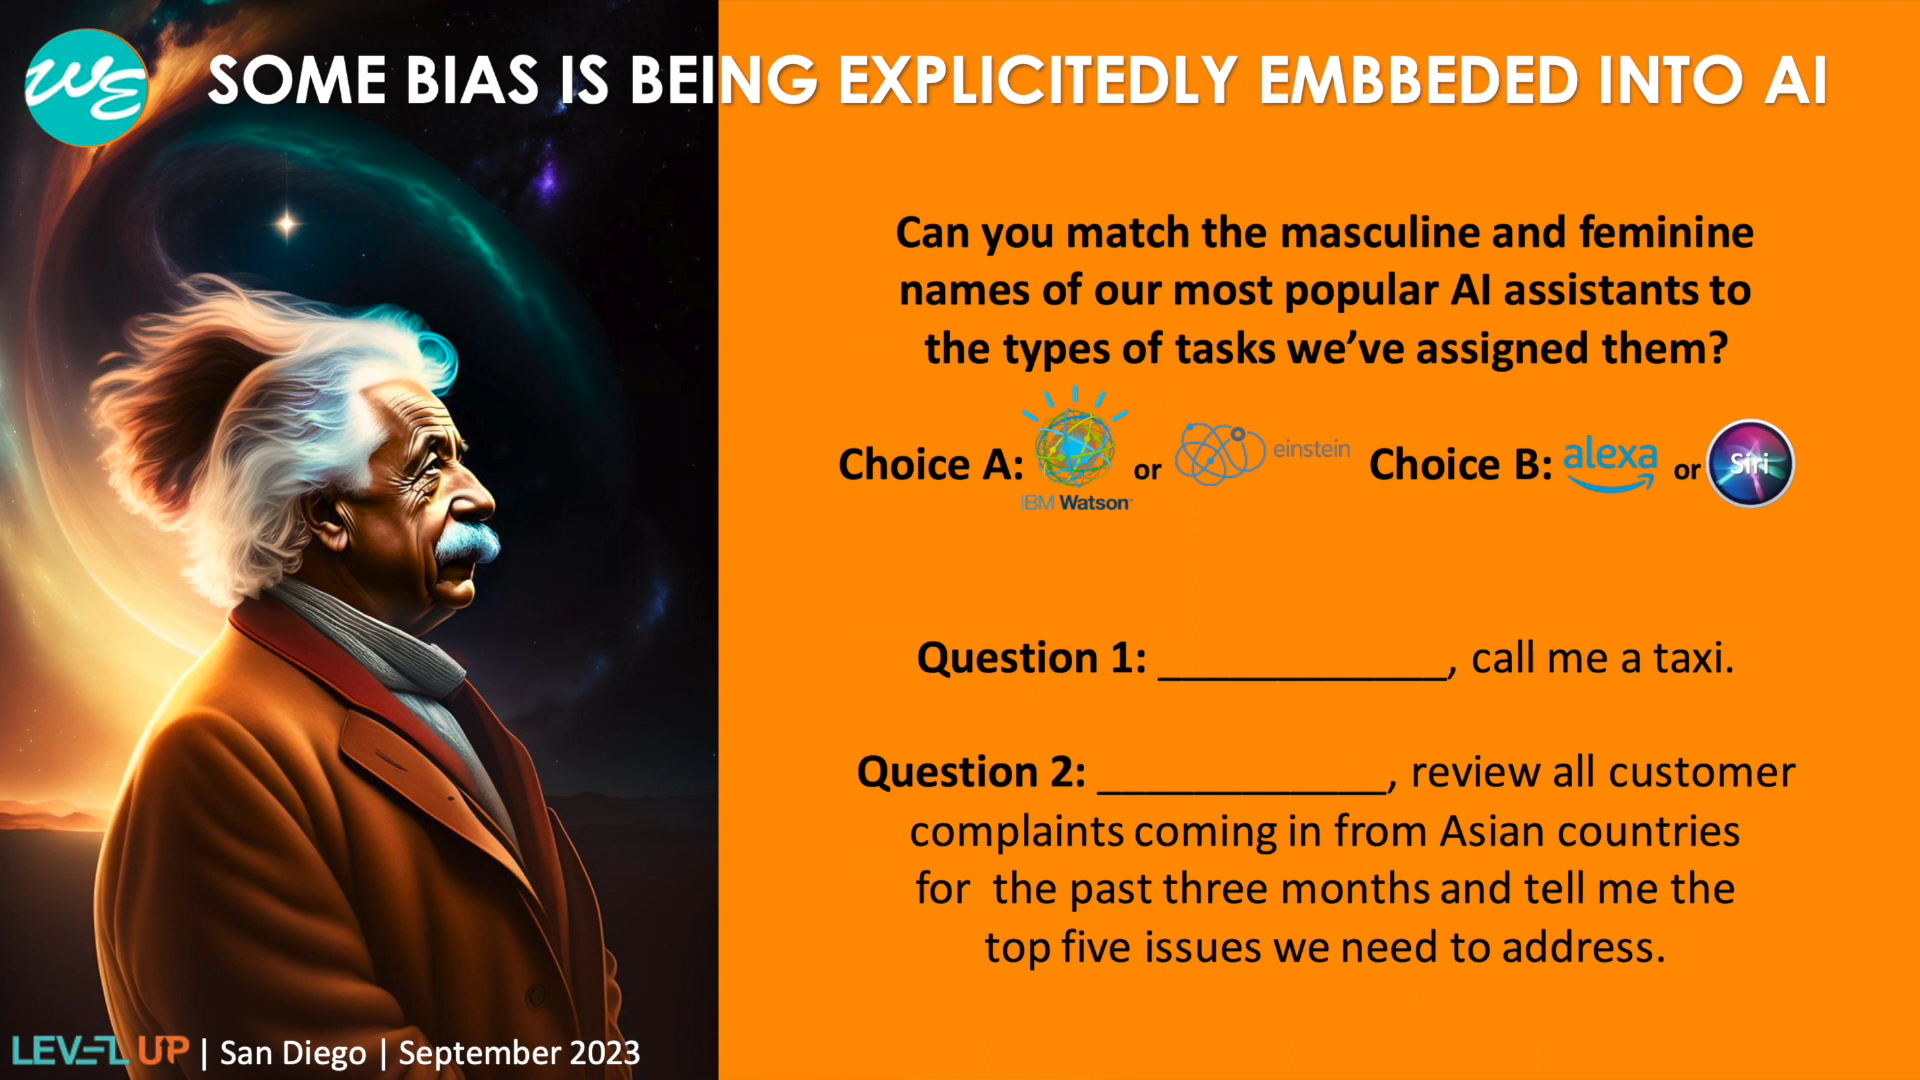 WE
SOME BIAS IS BEING EXPLICITEDLY EMBBEDED INTO AI
Can you match the masculine and feminine
names of our most popular AI assistants to
the types of tasks we've assigned them?
Choice A: IBM Watson or einstein Choice B: alexa or Siri
Question 1: _____________, call me a taxi.
Question 2: _____________, review all customer
complaints coming in from Asian countries
for the past three months and tell me the
top five issues we need to address.
LEVEL UP | San Diego | September 2023